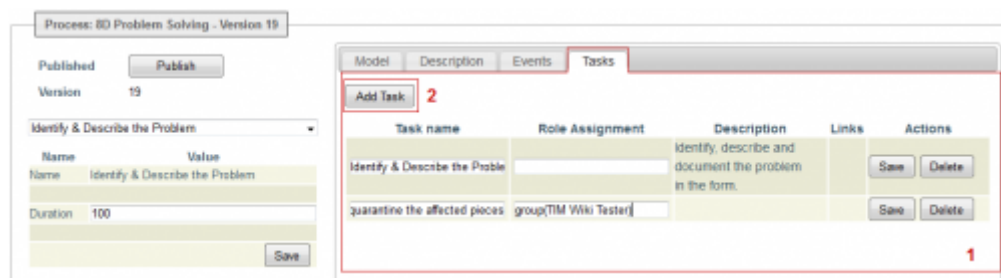 Process: 8D Problem Solving - Version 19
Published Publish
Version 19
Identify & Describe the Problem
Name Value
Name Identify & Describe the Problem
Duration 100
Save
Model Description Events Tasks
Add Task 2
Task name Role Assignment Description Links Actions
Identify & Describe the Proble
Identify, describe and
document the problem
in the form.
Save Delete
quarantine the affected pieces group(TIM Wiki Tester) Save Delete
1